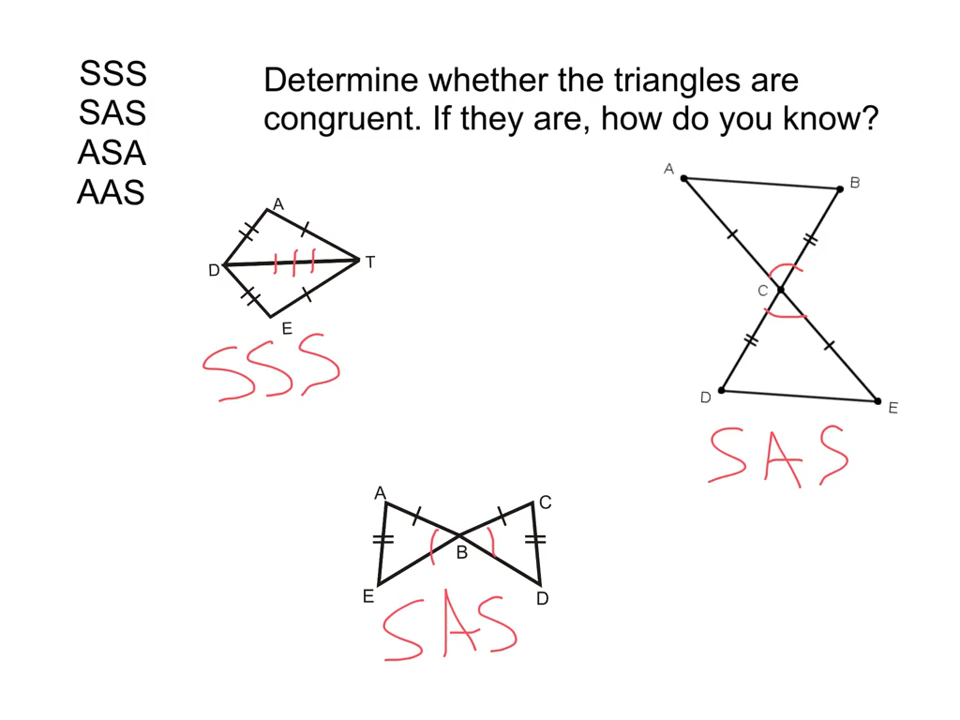 SSS
SAS
ASA
AAS
Determine whether the triangles are
congruent. If they are, how do you know?
A
D
T
E
SSS
A
B
C
D
E
SAS
A
C
B
E
D
SAS